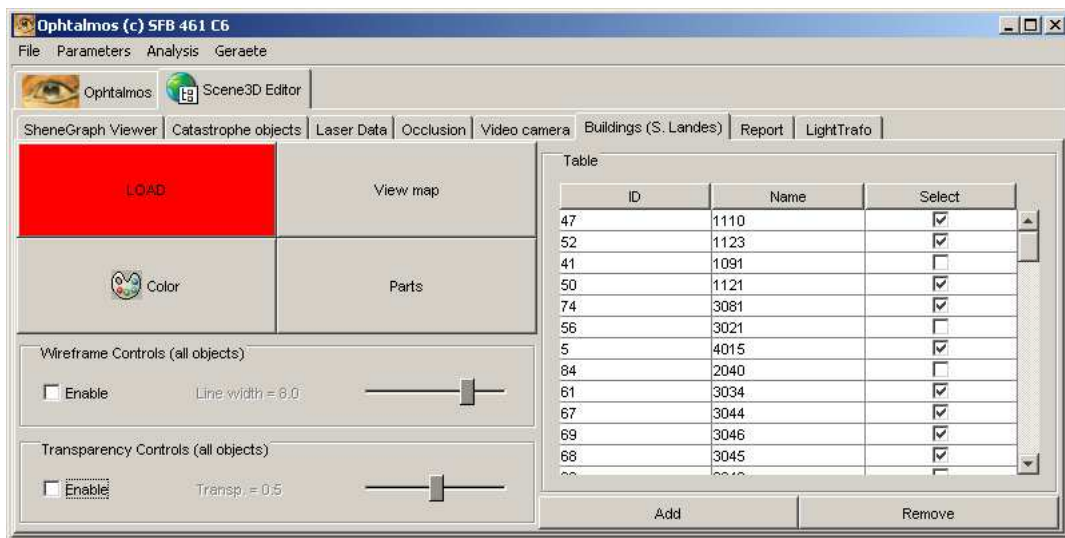 Ophtalmos (c) SFB 461 C6
File Parameters Analysis Geraete
Ophtalmos Scene3D Editor
SheneGraph Viewer Catastrophe objects Laser Data Occlusion Video camera Buildings (S. Landes) Report LightTrafo
LOAD View map
Color Parts
Wireframe Controls (all objects)
Enable Line width = 8.0
Transparency Controls (all objects)
Enable Transp. = 0.5
Table
ID Name Select
47 1110
52 1123
41 1091
50 1121
74 3081
56 3021
5 4015
84 2040
61 3034
67 3044
69 3046
68 3045
Add Remove